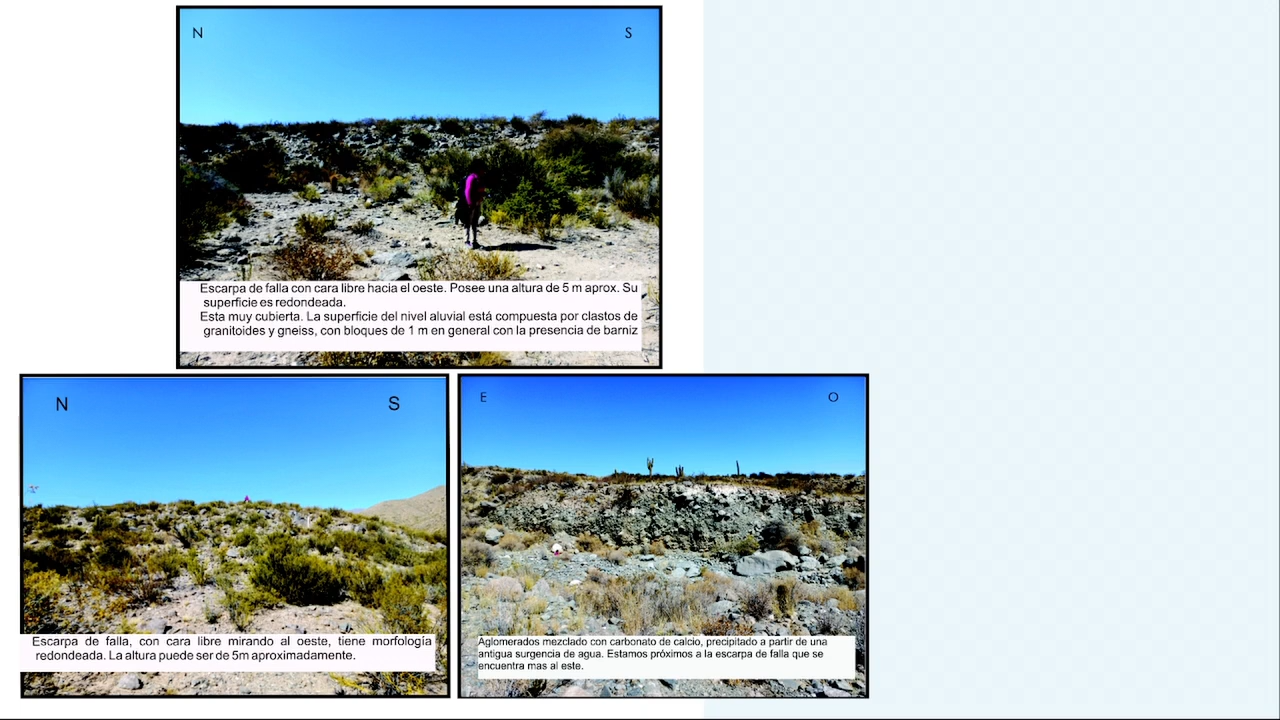 N S
Escarpa de falla con cara libre hacia el oeste. Posee una altura de 5 m aprox. Su
superficie es redondeada.
Esta muy cubierta. La superficie del nivel aluvial está compuesta por clastos de
granitoides y gneiss, con bloques de 1 m en general con la presencia de barniz
N S
Escarpa de falla, con cara libre mirando al oeste, tiene morfología
redondeada. La altura puede ser de 5m aproximadamente.
E O
Aglomerados mezclado con carbonato de calcio, precipitado a partir de una
antigua surgencia de agua. Estamos próximos a la escarpa de falla que se
encuentra mas al este.